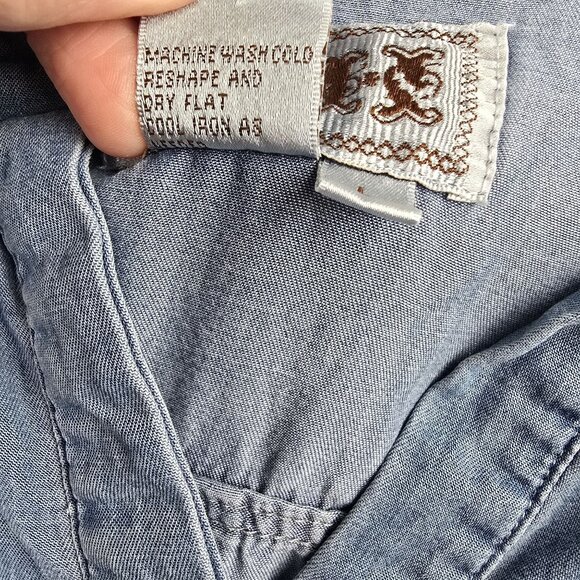 MACHINE WASH COLD
RESHAPE AND
DRY FLAT
COOL IRON AS